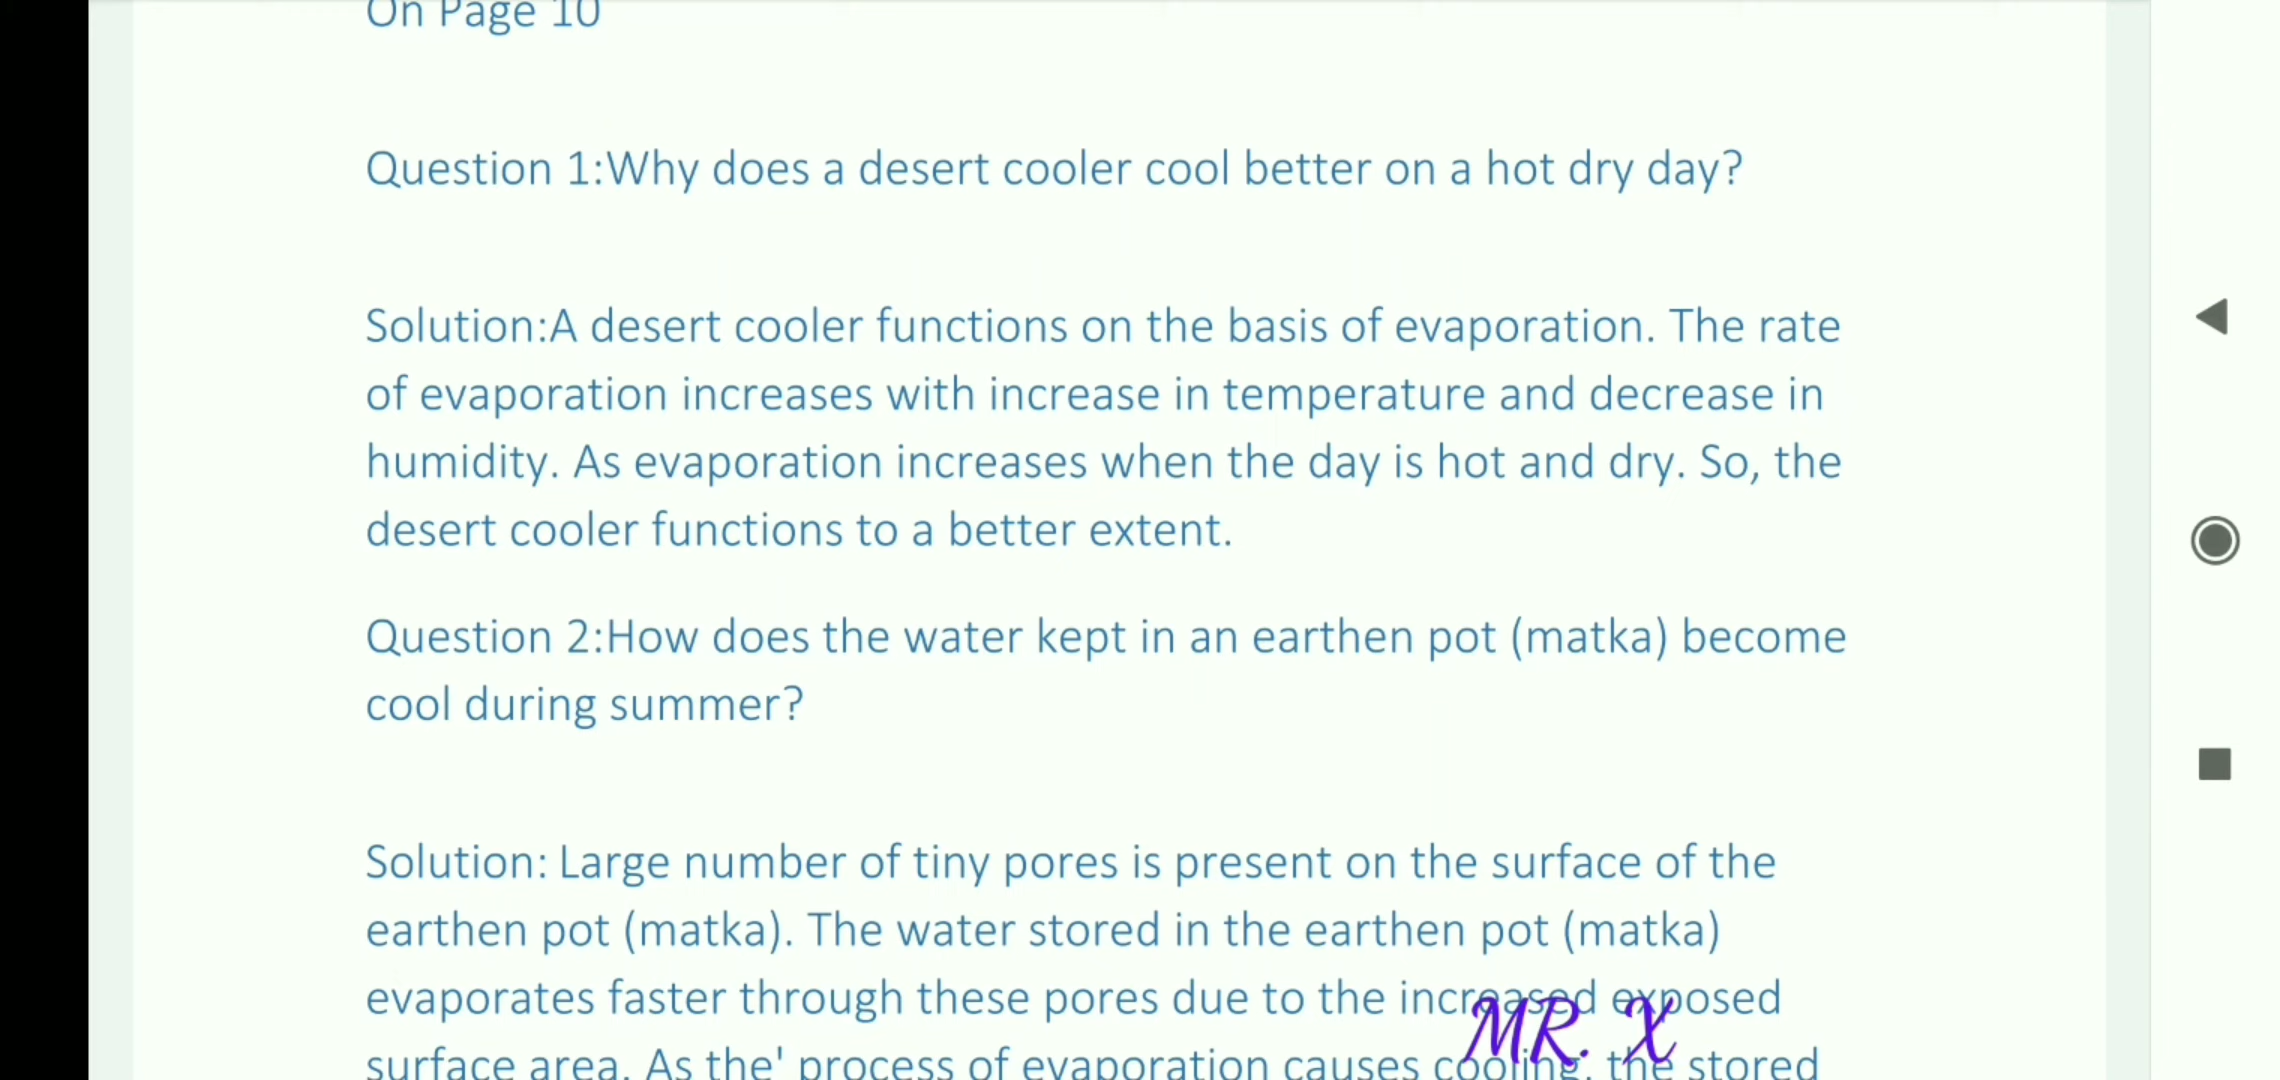 On Page 10
Question 1:Why does a desert cooler cool better on a hot dry day?
Solution:A desert cooler functions on the basis of evaporation. The rate
of evaporation increases with increase in temperature and decrease in
humidity. As evaporation increases when the day is hot and dry. So, the
desert cooler functions to a better extent.
Question 2:How does the water kept in an earthen pot (matka) become
cool during summer?
Solution: Large number of tiny pores is present on the surface of the
earthen pot (matka). The water stored in the earthen pot (matka)
evaporates faster through these pores due to the increased exposed
surface area. As the' process of evaporation causes cooling, the stored
MR. X